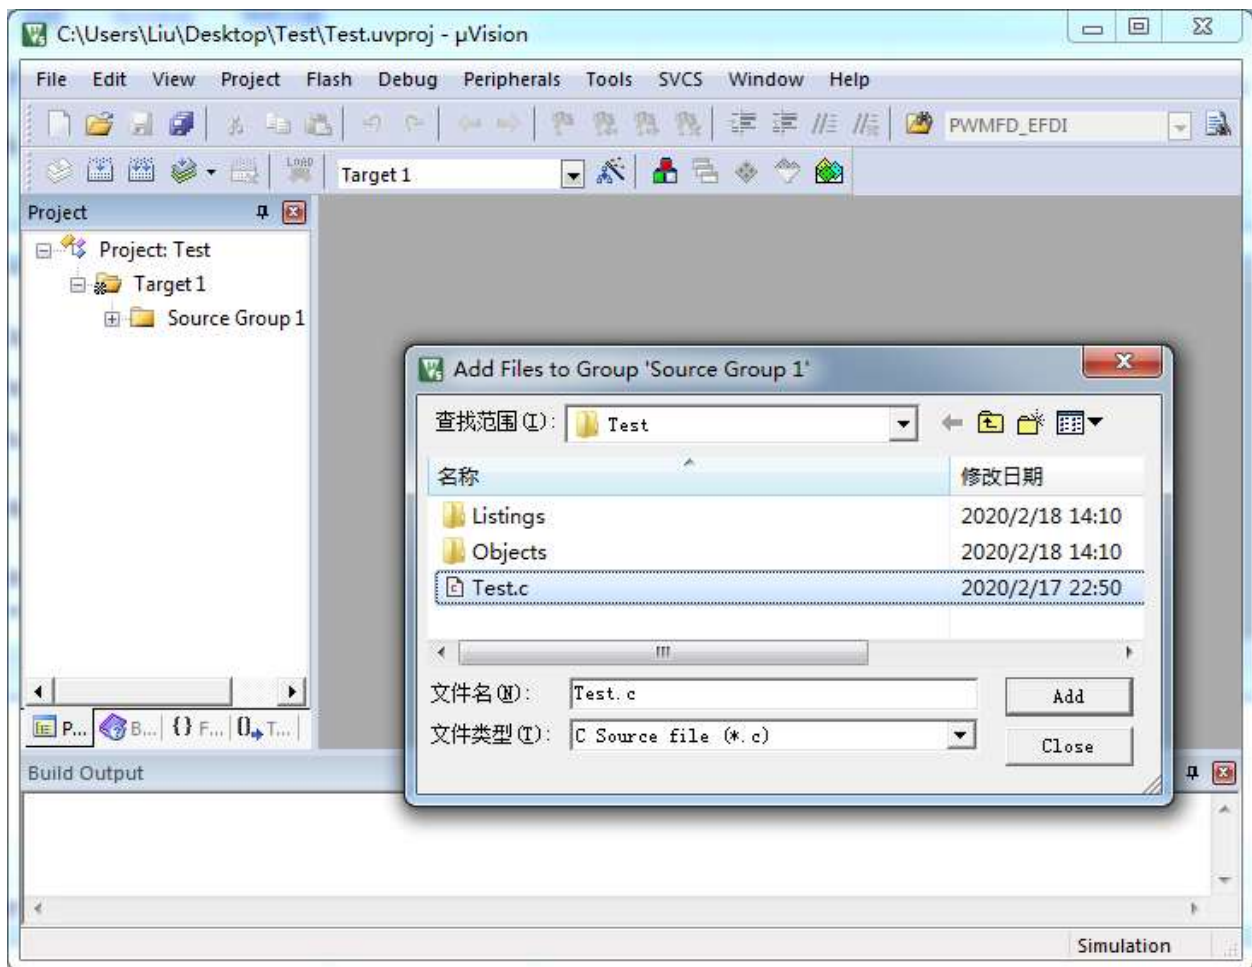 C:\Users\Liu\Desktop\Test\Test.uvproj - µVision
File Edit View Project Flash Debug Peripherals Tools SVCS Window Help
PWMFD_EFDI
LOAD Target 1
Project
Project: Test
Target 1
Source Group 1
Add Files to Group 'Source Group 1'
查找范围(I): Test
名称 修改日期
Listings 2020/2/18 14:10
Objects 2020/2/18 14:10
Test.c 2020/2/17 22:50
文件名(N): Test.c Add
文件类型(T): C Source file (*.c) Close
P... B... {} F... 0 T...
Build Output
Simulation